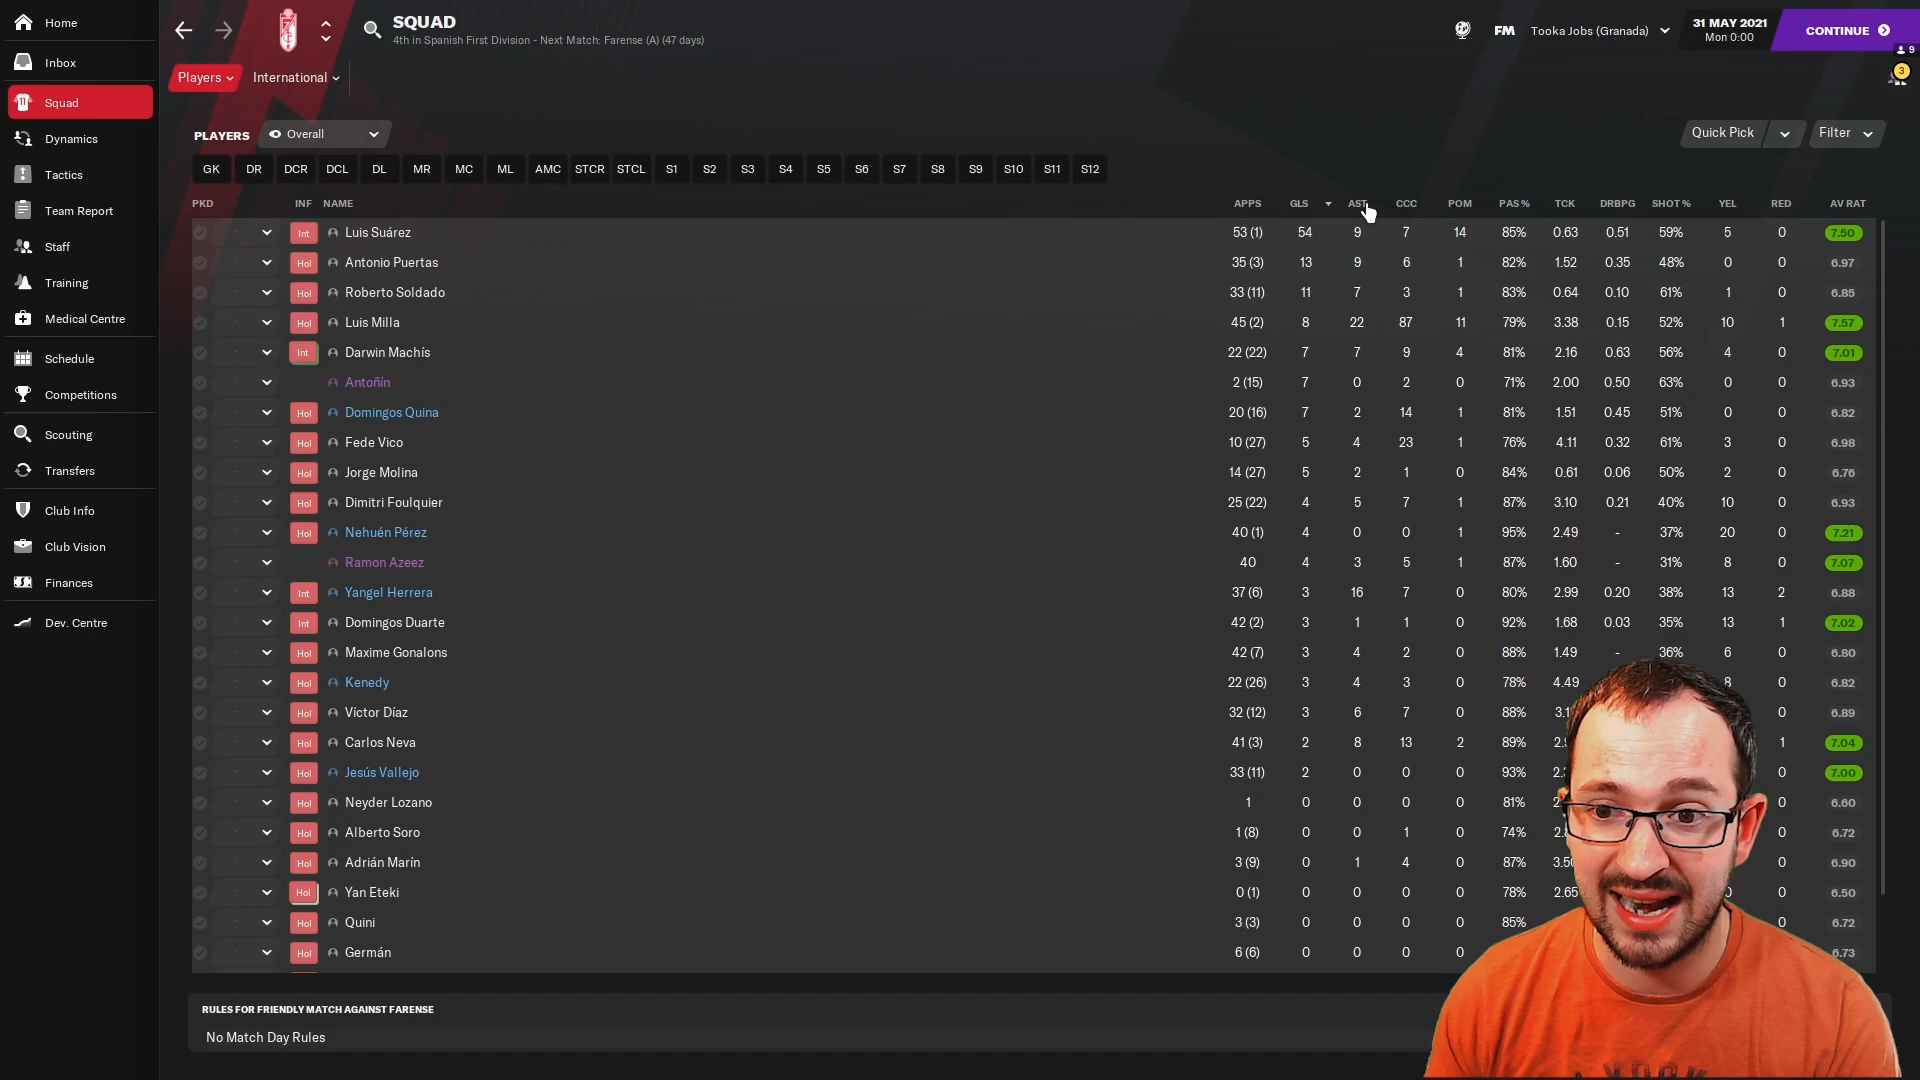 Home
Inbox
Squad
Dynamics
Tactics
Team Report
Staff
Training
Medical Centre
Schedule
Competitions
Scouting
Transfers
Club Info
Club Vision
Finances
Dev. Centre
SQUAD
4th in Spanish First Division - Next Match: Farense (A) (47 days)
FM Tooka Jobs (Granada)
31 MAY 2021
Mon 0:00
CONTINUE
9
3
Players International
PLAYERS Overall Quick Pick Filter
GK DR DCR DCL DL MR MC ML AMC STCR STCL S1 S2 S3 S4 S5 S6 S7 S8 S9 S10 S11 S12
PKD INF NAME APPS GLS AST CCC POM PAS % TCK DRBPG SHOT % YEL RED AV RAT
Int Luis Suárez 53 (1) 54 9 7 14 85% 0.63 0.51 59% 5 0 7.50
Hol Antonio Puertas 35 (3) 13 9 6 1 82% 1.52 0.35 48% 0 0 6.97
Hol Roberto Soldado 33 (11) 11 7 3 1 83% 0.64 0.10 61% 1 0 6.85
Hol Luis Milla 45 (2) 8 22 87 11 79% 3.38 0.15 52% 10 1 7.57
Int Darwin Machís 22 (22) 7 7 9 4 81% 2.16 0.63 56% 4 0 7.01
Antoñín 2 (15) 7 0 2 0 71% 2.00 0.50 63% 0 0 6.93
Hol Domingos Quina 20 (16) 7 2 14 1 81% 1.51 0.45 51% 0 0 6.82
Hol Fede Vico 10 (27) 5 4 23 1 76% 4.11 0.32 61% 3 0 6.98
Hol Jorge Molina 14 (27) 5 2 1 0 84% 0.61 0.06 50% 2 0 6.76
Hol Dimitri Foulquier 25 (22) 4 5 7 1 87% 3.10 0.21 40% 10 0 6.93
Hol Nehuén Pérez 40 (1) 4 0 0 1 95% 2.49 - 37% 20 0 7.21
Ramon Azeez 40 4 3 5 1 87% 1.60 - 31% 8 0 7.07
Int Yangel Herrera 37 (6) 3 16 7 0 80% 2.99 0.20 38% 13 2 6.88
Int Domingos Duarte 42 (2) 3 1 1 0 92% 1.68 0.03 35% 13 1 7.02
Hol Maxime Gonalons 42 (7) 3 4 2 0 88% 1.49 - 36% 6 0 6.80
Hol Kenedy 22 (26) 3 4 3 0 78% 4.49 8 0 6.82
Hol Víctor Díaz 32 (12) 3 6 7 0 88% 3.1 0 6.89
Hol Carlos Neva 41 (3) 2 8 13 2 89% 1 7.04
Hol Jesús Vallejo 33 (11) 2 0 0 0 93% 0 7.00
Hol Neyder Lozano 1 0 0 0 0 81% 0 6.60
Hol Alberto Soro 1 (8) 0 0 1 0 74% 0 6.72
Hol Adrián Marín 3 (9) 0 1 4 0 87% 3.50 0 6.90
Hol Yan Eteki 0 (1) 0 0 0 0 78% 2.65 0 0 6.50
Hol Quini 3 (3) 0 0 0 0 85% 0 6.72
Hol Germán 6 (6) 0 0 0 0 6.73
RULES FOR FRIENDLY MATCH AGAINST FARENSE
No Match Day Rules